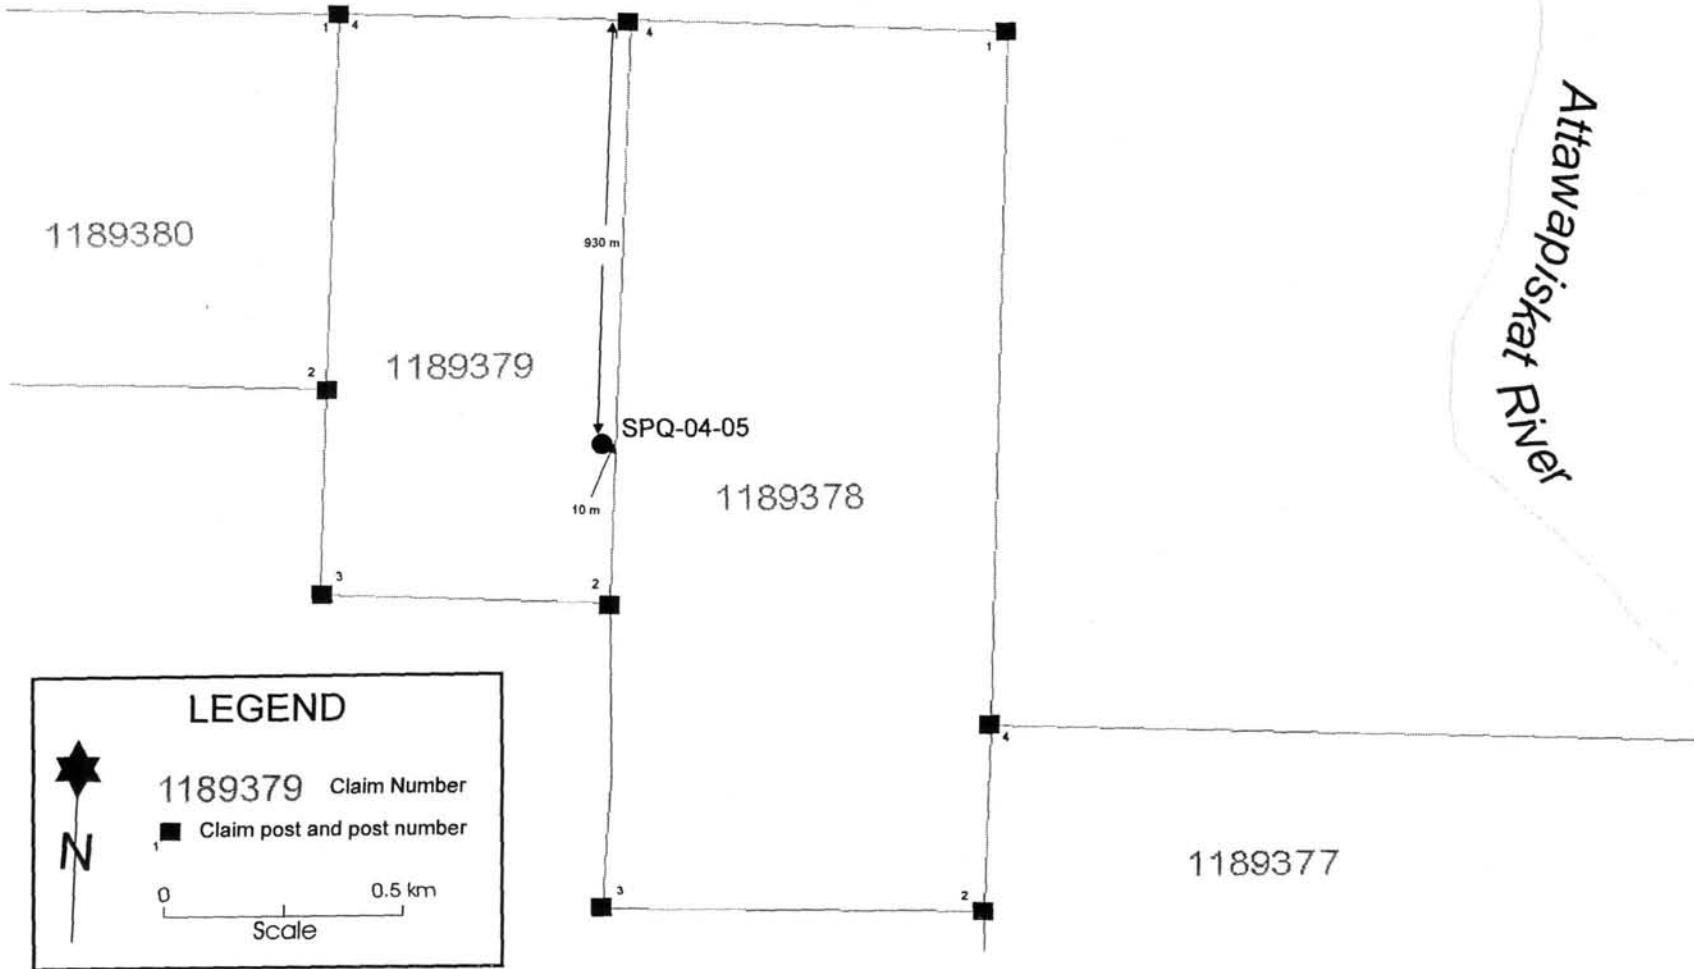 1 4
1 4
1
Attawapiskat River
1189380
930 m
1189379
2
SPQ-04-05
1189378
10 m
3
2
4
LEGEND
1189379 Claim Number
Claim post and post number
1
N
0 0.5 km
Scale
1189377
3
2